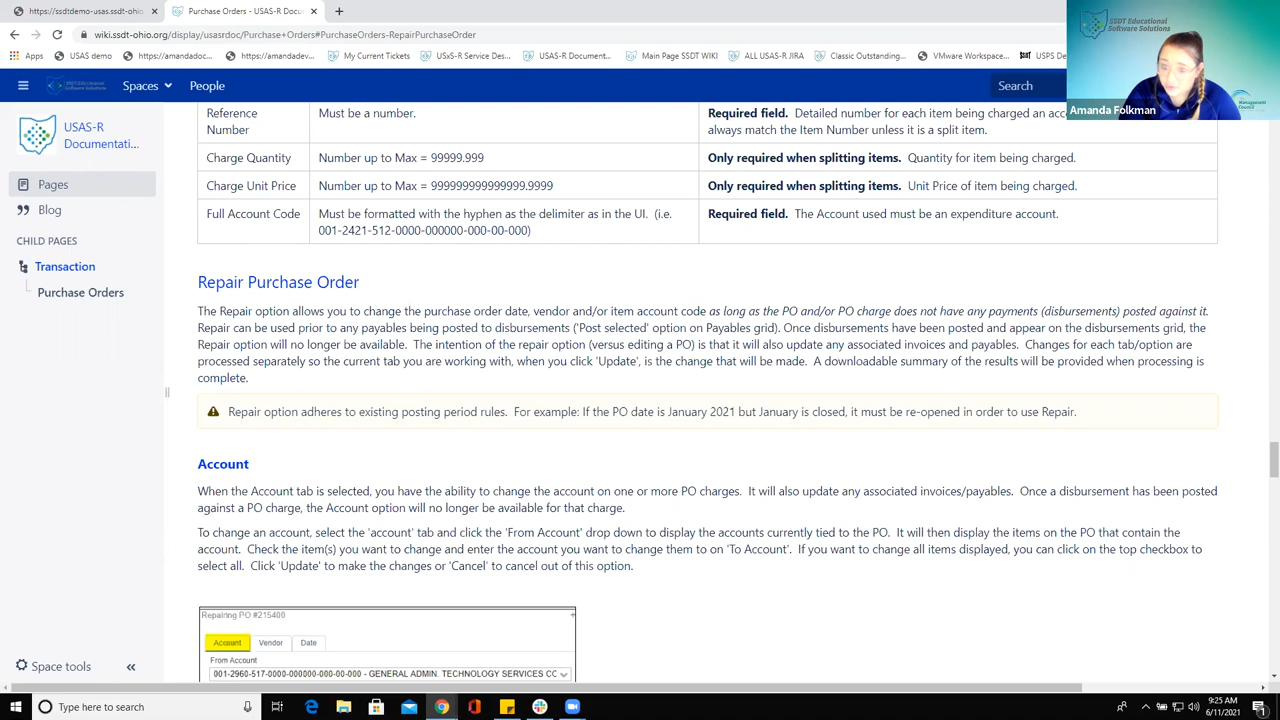 https://ssdtdemo-usas.ssdt-ohio
Purchase Orders - USAS-R Docu
wiki.ssdt-ohio.org/display/usasrdoc/Purchase+Orders#PurchaseOrders-RepairPurchaseOrder
Apps USAS demo https://amandadoc... https://amandadev... My Current Tickets USxS-R Service Des... USAS-R Document... Main Page SSDT WIKI ALL USAS-R JIRA Classic Outstanding... VMware Workspace... USPS De
SSDT Educational
Software Solutions
Amanda Folkman
Spaces People Search
USAS-R
Documentati...
Pages
Blog
CHILD PAGES
Transaction
Purchase Orders
Space tools
Reference Must be a number. Required field. Detailed number for each item being charged an acc
Number always match the Item Number unless it is a split item.
Charge Quantity Number up to Max = 99999.999 Only required when splitting items. Quantity for item being charged.
Charge Unit Price Number up to Max = 999999999999999.9999 Only required when splitting items. Unit Price of item being charged.
Full Account Code Must be formatted with the hyphen as the delimiter as in the UI. (i.e. Required field. The Account used must be an expenditure account.
001-2421-512-0000-000000-000-00-000)
Repair Purchase Order
The Repair option allows you to change the purchase order date, vendor and/or item account code as long as the PO and/or PO charge does not have any payments (disbursements) posted against it.
Repair can be used prior to any payables being posted to disbursements ('Post selected' option on Payables grid). Once disbursements have been posted and appear on the disbursements grid, the
Repair option will no longer be available. The intention of the repair option (versus editing a PO) is that it will also update any associated invoices and payables. Changes for each tab/option are
processed separately so the current tab you are working with, when you click 'Update', is the change that will be made. A downloadable summary of the results will be provided when processing is
complete.
Repair option adheres to existing posting period rules. For example: If the PO date is January 2021 but January is closed, it must be re-opened in order to use Repair.
Account
When the Account tab is selected, you have the ability to change the account on one or more PO charges. It will also update any associated invoices/payables. Once a disbursement has been posted
against a PO charge, the Account option will no longer be available for that charge.
To change an account, select the 'account' tab and click the 'From Account' drop down to display the accounts currently tied to the PO. It will then display the items on the PO that contain the
account. Check the item(s) you want to change and enter the account you want to change them to on 'To Account'. If you want to change all items displayed, you can click on the top checkbox to
select all. Click 'Update' to make the changes or 'Cancel' to cancel out of this option.
Repairing PO #215400
Account Vendor Date
From Account
001-2960-517-0000-000000-000-00-000 - GENERAL ADMIN. TECHNOLOGY SERVICES CO
Type here to search
9:25 AM
6/11/2021